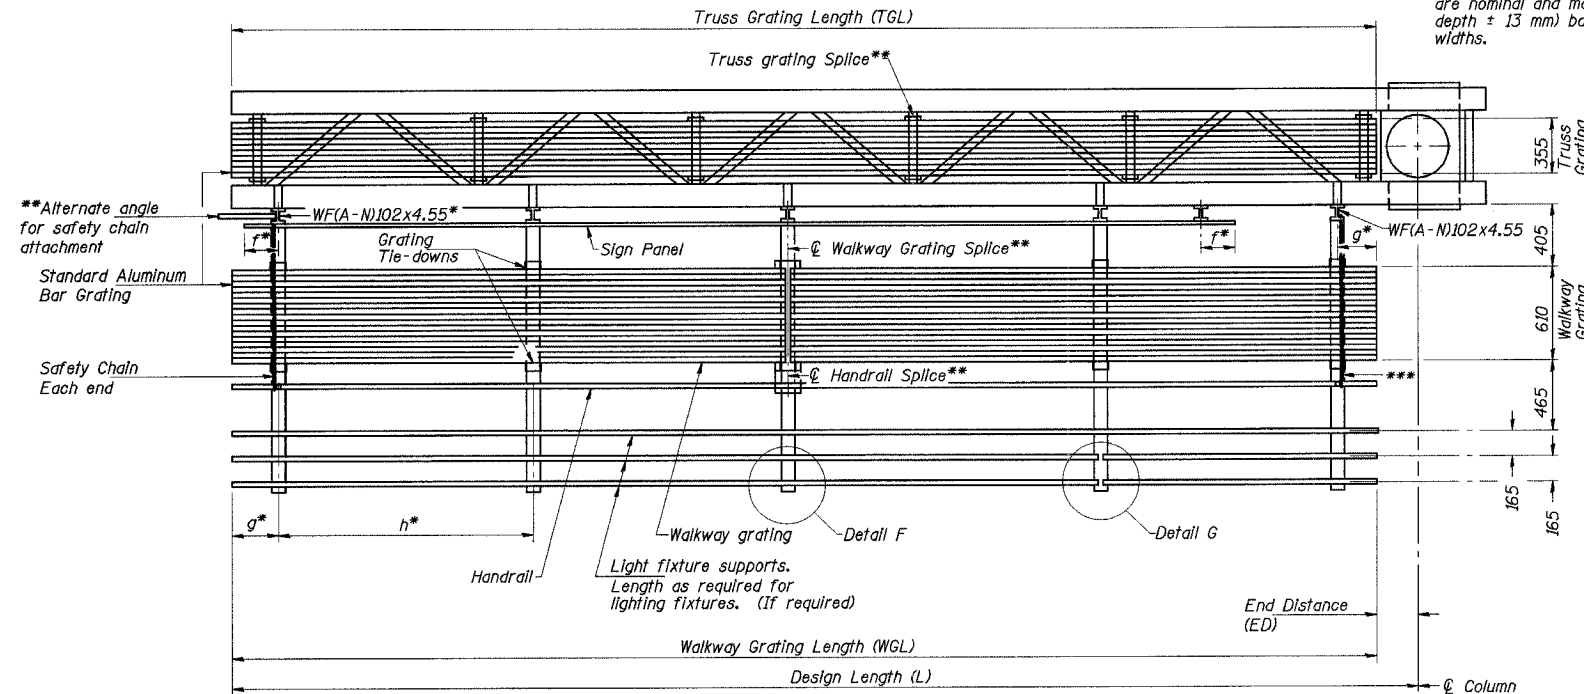 Truss Grating Length (TGL)
are nominal and
depth ± 13 mm)
widths.
Truss grating Splice**
355
Truss
Grating
**Alternate angle
for safety chain
attachment
WF(A-N)102x4.55*
f*
Grating
Tie-downs
Sign Panel
℄ Walkway Grating Splice**
f*
g*
WF(A-N)102x4.55
405
Standard Aluminum
Bar Grating
610
Walkway
Grating
Safety Chain
Each end
℄ Handrail Splice**
***
465
165
165
g*
h*
Walkway grating
Detail F
Detail G
Handrail
Light fixture supports.
Length as required for
lighting fixtures. (If required)
End Distance
(ED)
Walkway Grating Length (WGL)
Design Length (L)
℄ Column